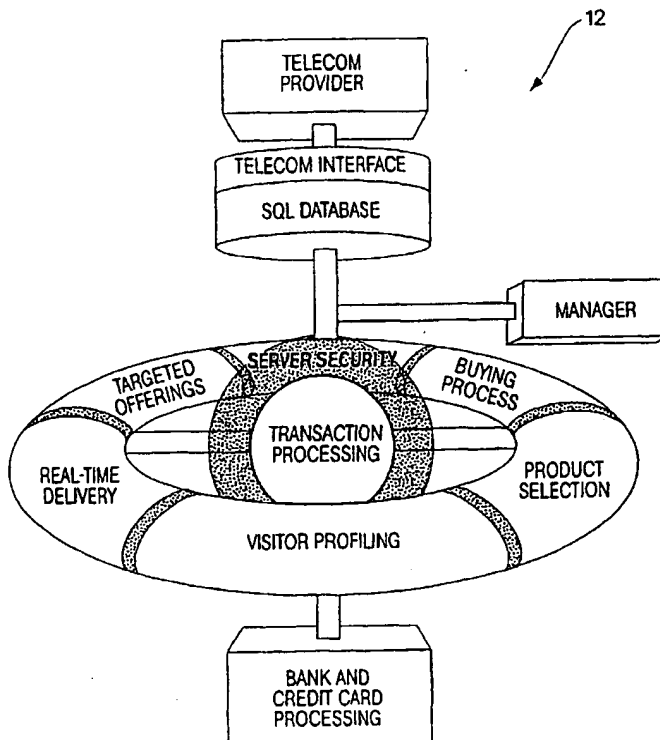 12
TELECOM
PROVIDER
TELECOM INTERFACE
SQL DATABASE
MANAGER
SERVER SECURITY
TARGETED
OFFERINGS
BUYING
PROCESS
TRANSACTION
PROCESSING
REAL-TIME
DELIVERY
PRODUCT
SELECTION
VISITOR PROFILING
BANK AND
CREDIT CARD
PROCESSING